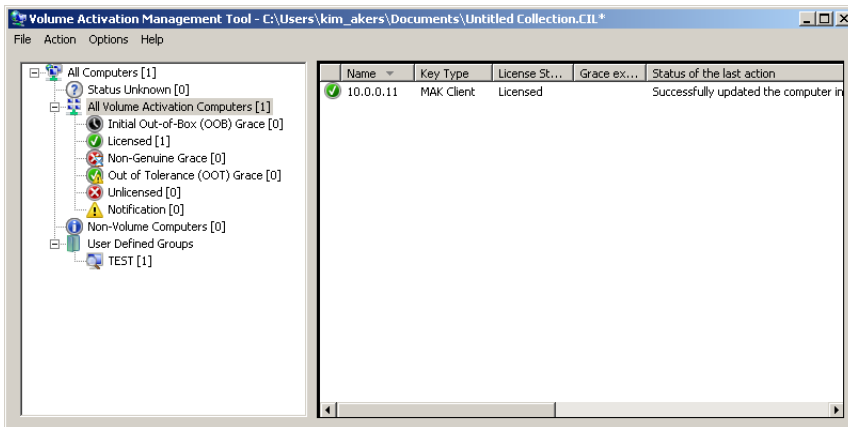 Volume Activation Management Tool - C:\Users\kim_akers\Documents\Untitled Collection.CIL*
File Action Options Help
All Computers [1]
Status Unknown [0]
All Volume Activation Computers [1]
Initial Out-of-Box (OOB) Grace [0]
Licensed [1]
Non-Genuine Grace [0]
Out of Tolerance (OOT) Grace [0]
Unlicensed [0]
Notification [0]
Non-Volume Computers [0]
User Defined Groups
TEST [1]
Name Key Type License St... Grace ex... Status of the last action
10.0.0.11 MAK Client Licensed Successfully updated the computer in